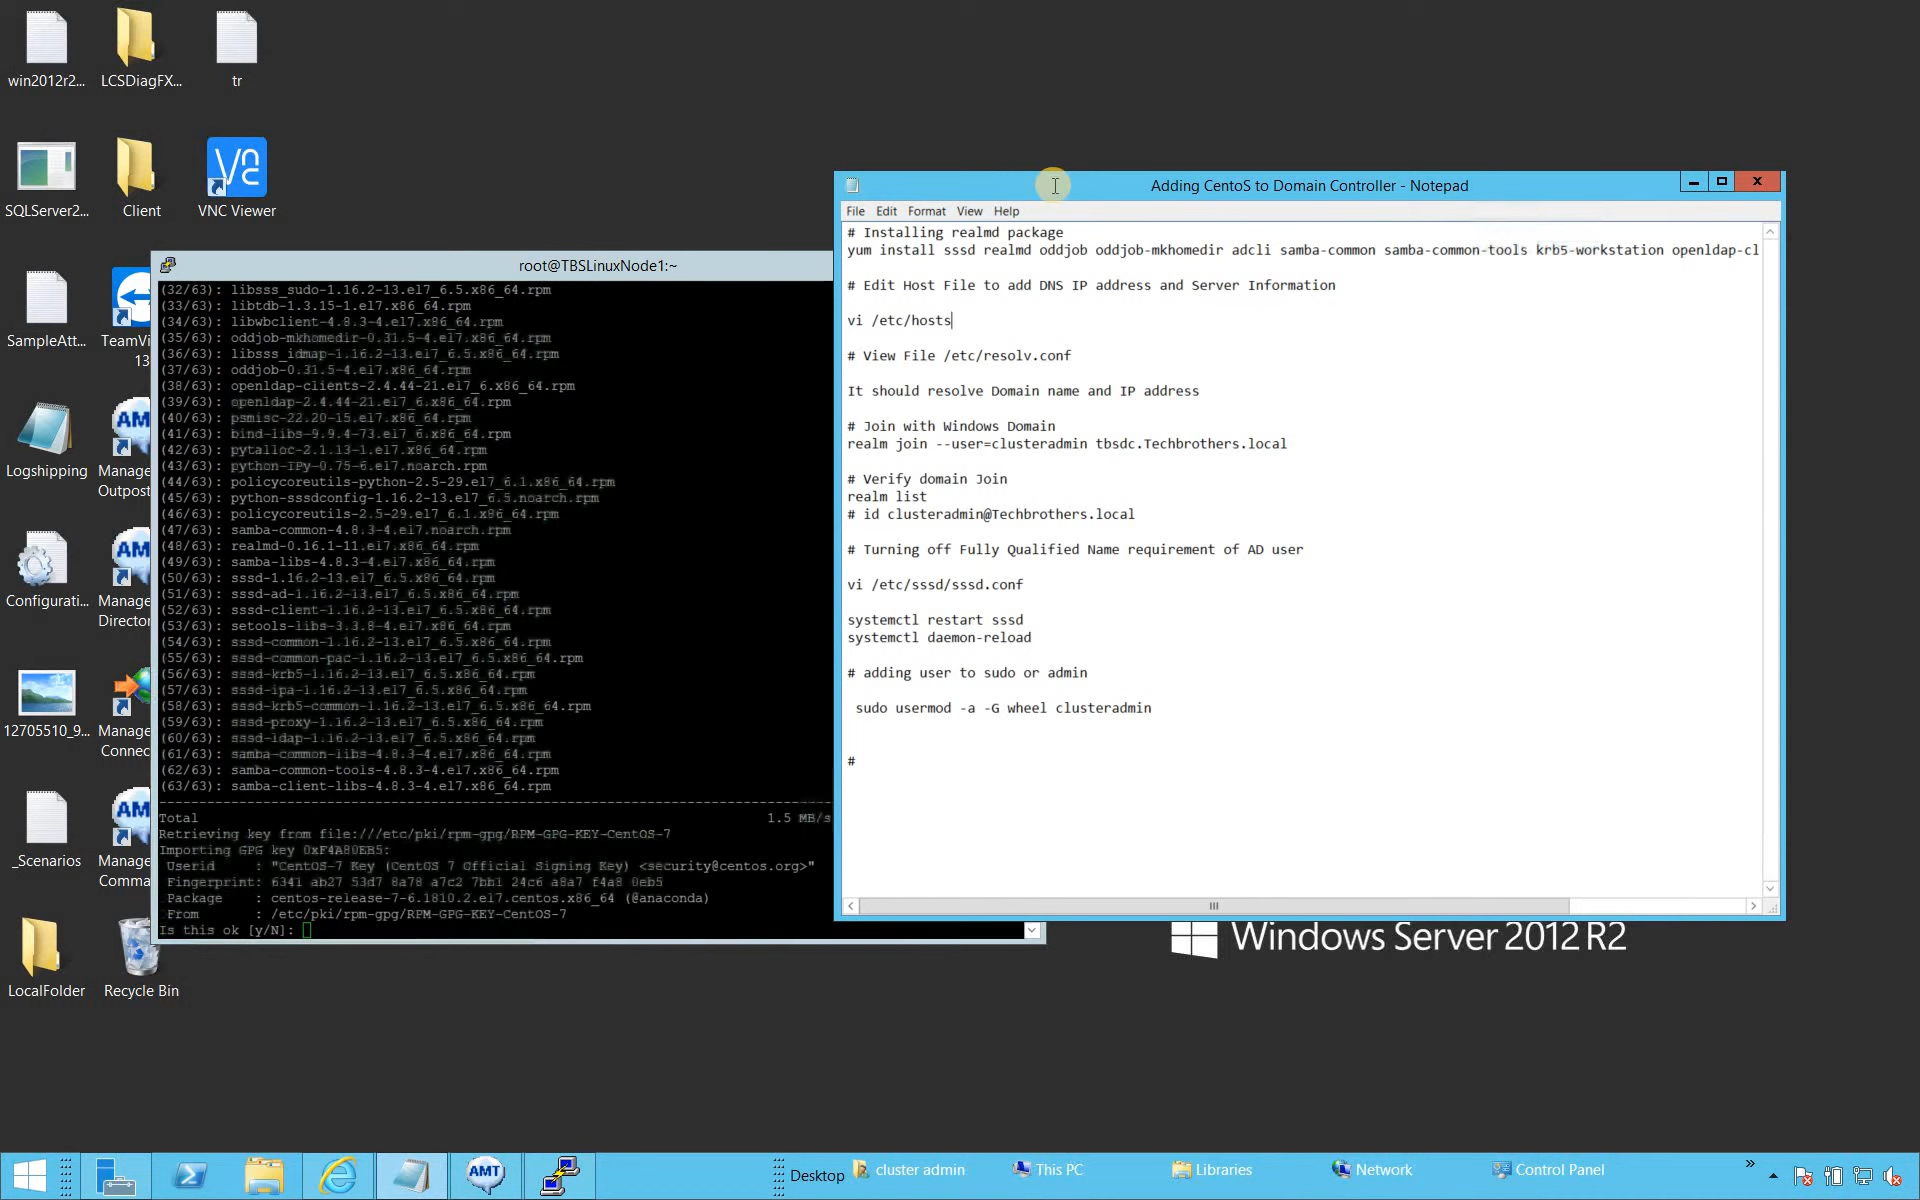 win2012r2...
LCSDiagFX...
tr
SQLServer2...
Client
VNC Viewer
SampleAtt...
TeamVi
13
Logshipping
Manage
Outpost
Configurati...
Manage
Director
12705510_9...
Manage
Connec
_Scenarios
Manage
Comma
LocalFolder
Recycle Bin
root@TBSLinuxNode1:~
(32/63): libsss_sudo-1.16.2-13.el7_6.5.x86_64.rpm
(33/63): libtdb-1.3.15-1.el7.x86_64.rpm
(34/63): libwbclient-4.8.3-4.el7.x86_64.rpm
(35/63): oddjob-mkhomedir-0.31.5-4.el7.x86_64.rpm
(36/63): libsss_idmap-1.16.2-13.el7_6.5.x86_64.rpm
(37/63): oddjob-0.31.5-4.el7.x86_64.rpm
(38/63): openldap-clients-2.4.44-21.el7_6.x86_64.rpm
(39/63): openldap-2.4.44-21.el7_6.x86_64.rpm
(40/63): psmisc-22.20-15.el7.x86_64.rpm
(41/63): bind-libs-9.9.4-73.el7_6.x86_64.rpm
(42/63): pytalloc-2.1.13-1.el7.x86_64.rpm
(43/63): python-IPy-0.75-6.el7.noarch.rpm
(44/63): policycoreutils-python-2.5-29.el7_6.1.x86_64.rpm
(45/63): python-sssdconfig-1.16.2-13.el7_6.5.noarch.rpm
(46/63): policycoreutils-2.5-29.el7_6.1.x86_64.rpm
(47/63): samba-common-4.8.3-4.el7.noarch.rpm
(48/63): realmd-0.16.1-11.el7.x86_64.rpm
(49/63): samba-libs-4.8.3-4.el7.x86_64.rpm
(50/63): sssd-1.16.2-13.el7_6.5.x86_64.rpm
(51/63): sssd-ad-1.16.2-13.el7_6.5.x86_64.rpm
(52/63): sssd-client-1.16.2-13.el7_6.5.x86_64.rpm
(53/63): setools-libs-3.3.8-4.el7.x86_64.rpm
(54/63): sssd-common-1.16.2-13.el7_6.5.x86_64.rpm
(55/63): sssd-common-pac-1.16.2-13.el7_6.5.x86_64.rpm
(56/63): sssd-krb5-1.16.2-13.el7_6.5.x86_64.rpm
(57/63): sssd-ipa-1.16.2-13.el7_6.5.x86_64.rpm
(58/63): sssd-krb5-common-1.16.2-13.el7_6.5.x86_64.rpm
(59/63): sssd-proxy-1.16.2-13.el7_6.5.x86_64.rpm
(60/63): sssd-ldap-1.16.2-13.el7_6.5.x86_64.rpm
(61/63): samba-common-libs-4.8.3-4.el7.x86_64.rpm
(62/63): samba-common-tools-4.8.3-4.el7.x86_64.rpm
(63/63): samba-client-libs-4.8.3-4.el7.x86_64.rpm
--------------------------------------------------------------------------------
Total 1.5 MB/s
Retrieving key from file:///etc/pki/rpm-gpg/RPM-GPG-KEY-CentOS-7
Importing GPG key 0xF4A80EB5:
Userid : "CentOS-7 Key (CentOS 7 Official Signing Key) <security@centos.org>"
Fingerprint: 6341 ab27 53d7 8a78 a7c2 7bb1 24c6 a8a7 f4a8 0eb5
Package : centos-release-7-6.1810.2.el7.centos.x86_64 (@anaconda)
From : /etc/pki/rpm-gpg/RPM-GPG-KEY-CentOS-7
Is this ok [y/N]:
Adding CentoS to Domain Controller - Notepad
File Edit Format View Help
# Installing realmd package
yum install sssd realmd oddjob oddjob-mkhomedir adcli samba-common samba-common-tools krb5-workstation openldap-cl
# Edit Host File to add DNS IP address and Server Information
vi /etc/hosts
# View File /etc/resolv.conf
It should resolve Domain name and IP address
# Join with Windows Domain
realm join --user=clusteradmin tbsdc.Techbrothers.local
# Verify domain Join
realm list
# id clusteradmin@Techbrothers.local
# Turning off Fully Qualified Name requirement of AD user
vi /etc/sssd/sssd.conf
systemctl restart sssd
systemctl daemon-reload
# adding user to sudo or admin
sudo usermod -a -G wheel clusteradmin
#
Windows Server 2012 R2
AMT
Desktop
cluster admin
This PC
Libraries
Network
Control Panel